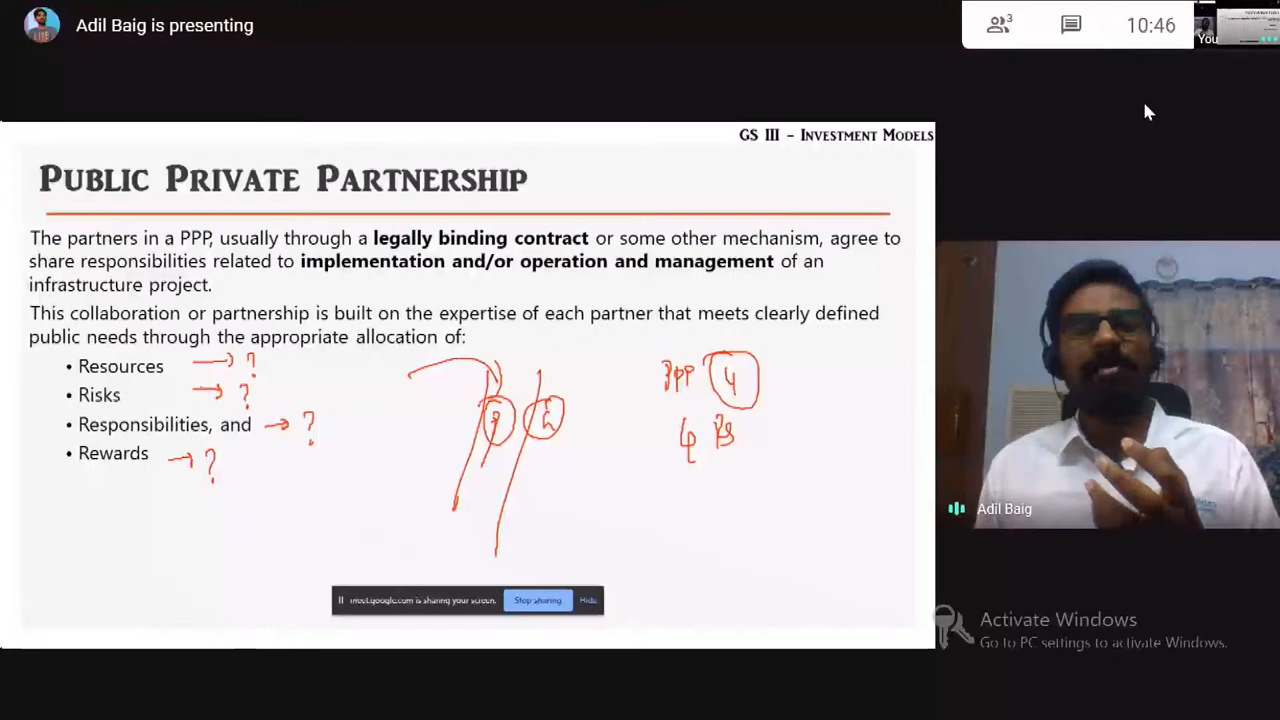 Adil Baig is presenting
3
10:46
You
GS III – Investment Models
Public Private Partnership
The partners in a PPP, usually through a legally binding contract or some other mechanism, agree to
share responsibilities related to implementation and/or operation and management of an
infrastructure project.
This collaboration or partnership is built on the expertise of each partner that meets clearly defined
public needs through the appropriate allocation of:
• Resources → ?
• Risks → ?
• Responsibilities, and → ?
• Rewards → ?
PPP 4
4 Ps
Adil Baig
meet.google.com is sharing your screen. Stop sharing Hide
Activate Windows
Go to PC settings to activate Windows.